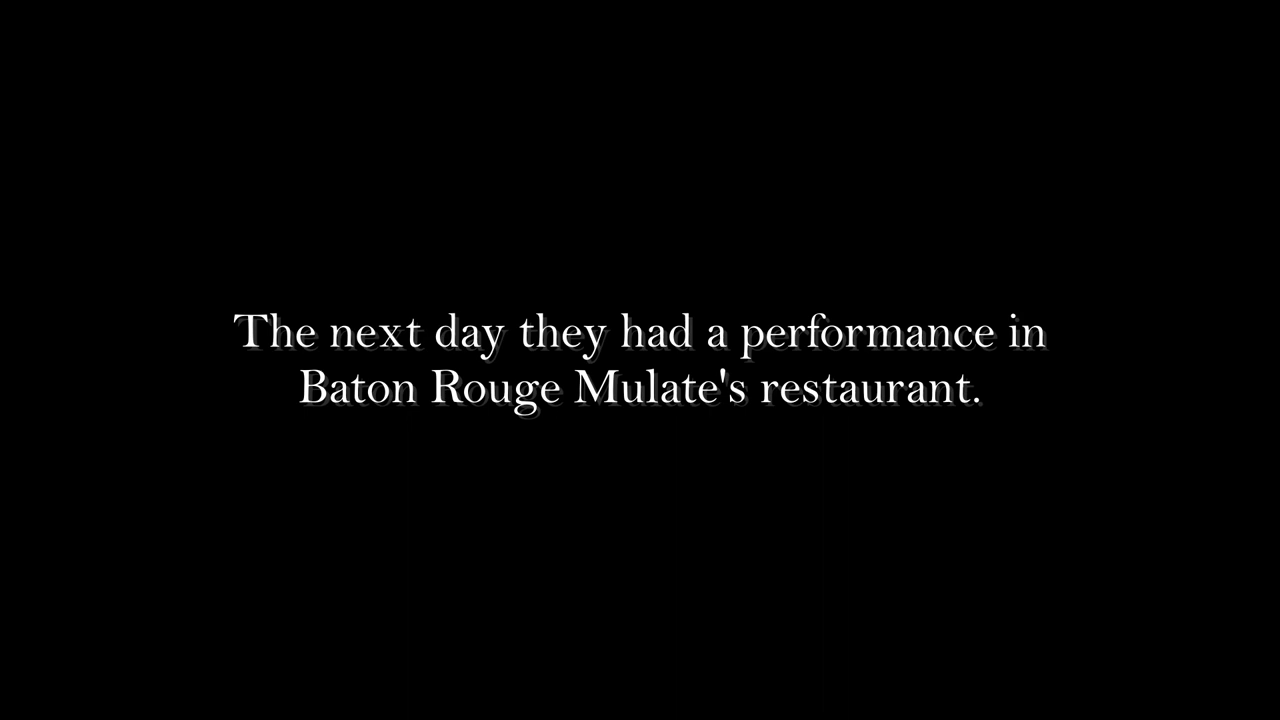 The next day they had a performance in
Baton Rouge Mulate's restaurant.